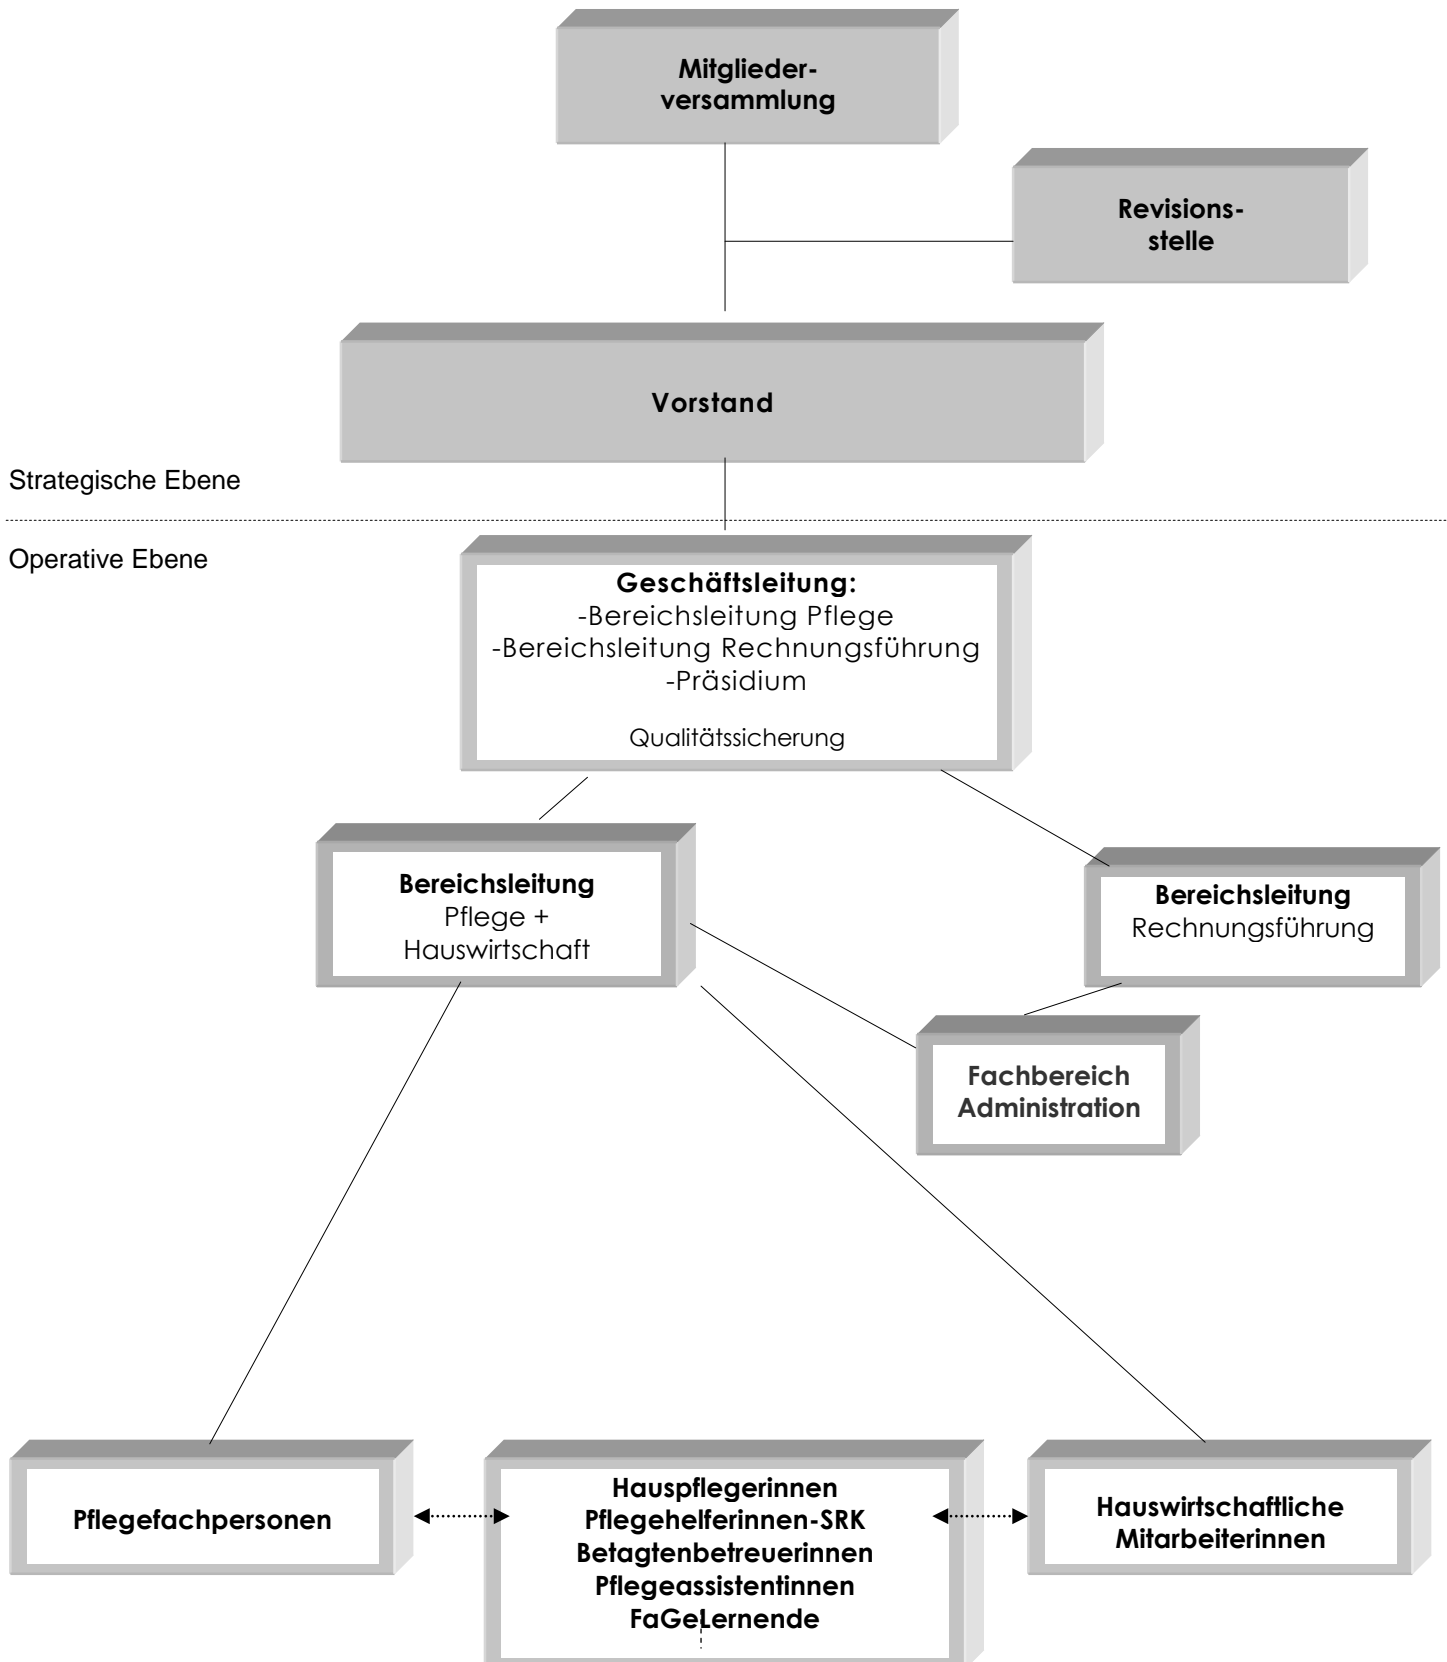 Mitglieder-
versammlung
Revisions-
stelle
Vorstand
Strategische Ebene
Operative Ebene
Geschäftsleitung:
-Bereichsleitung Pflege
-Bereichsleitung Rechnungsführung
-Präsidium
Qualitätssicherung
Bereichsleitung
Pflege +
Hauswirtschaft
Bereichsleitung
Rechnungsführung
Fachbereich
Administration
Pflegefachpersonen
Hauspflegerinnen
Pflegehelferinnen-SRK
Betagtenbetreuerinnen
Pflegeassistentinnen
FaGeLernende
Hauswirtschaftliche
Mitarbeiterinnen